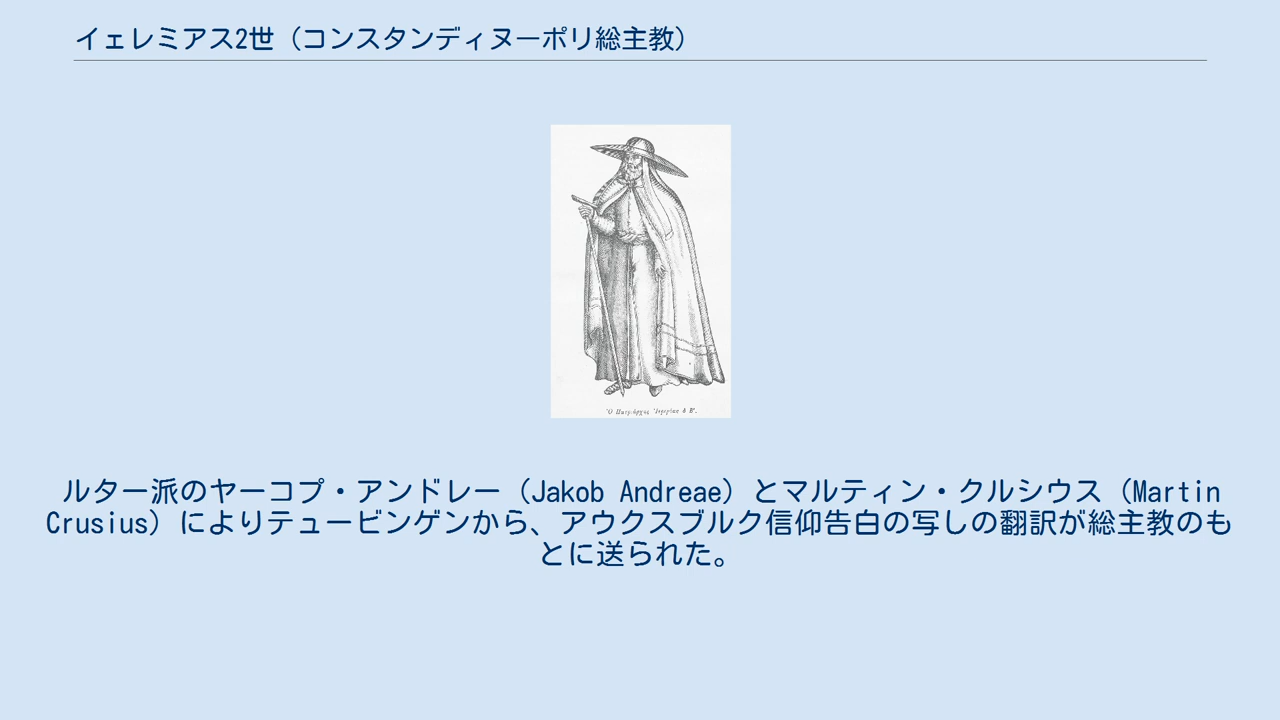 イェレミアス2世（コンスタンディヌーポリ総主教）
ルター派のヤーコプ・アンドレー（Jakob Andreae）とマルティン・クルシウス（Martin
Crusius）によりテュービンゲンから、アウクスブルク信仰告白の写しの翻訳が総主教のも
とに送られた。